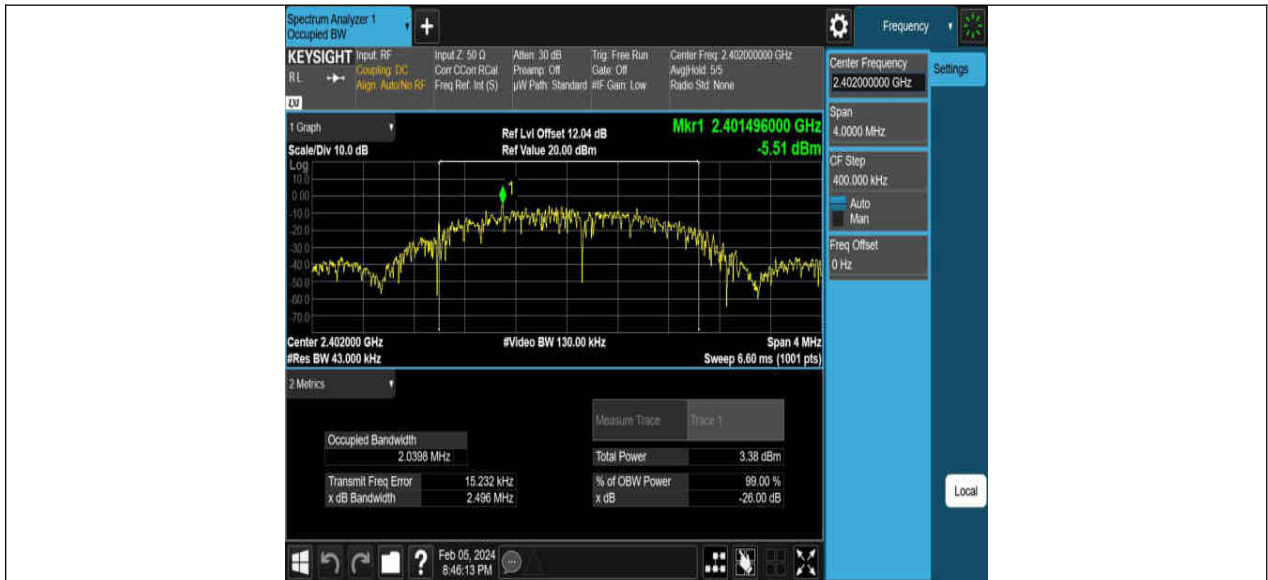 Spectrum Analyzer 1
Occupied BW
+
Frequency
KEYSIGHT
RL
LXI
Input: RF
Coupling: DC
Align: Auto/No RF
Input Z: 50 Ω
Corr CCorr RCal
Freq Ref: Int (S)
Atten: 30 dB
Preamp: Off
µW Path: Standard
Trig: Free Run
Gate: Off
#IF Gain: Low
Center Freq: 2.402000000 GHz
Avg|Hold: 5/5
Radio Std: None
Center Frequency
2.402000000 GHz
Settings
Span
4.0000 MHz
CF Step
400.000 kHz
Auto
Man
Freq Offset
0 Hz
Local
1 Graph
Scale/Div 10.0 dB
Ref Lvl Offset 12.04 dB
Ref Value 20.00 dBm
Mkr1 2.401496000 GHz
-5.51 dBm
Log
10.0
0.00
-10.0
-20.0
-30.0
-40.0
-50.0
-60.0
-70.0
1
Center 2.402000 GHz
#Video BW 130.00 kHz
Span 4 MHz
#Res BW 43.000 kHz
Sweep 6.60 ms (1001 pts)
2 Metrics
Measure Trace
Trace 1
Occupied Bandwidth
2.0398 MHz
Total Power
3.38 dBm
Transmit Freq Error
15.232 kHz
% of OBW Power
99.00 %
x dB Bandwidth
2.496 MHz
x dB
-26.00 dB
?
Feb 05, 2024
8:46:13 PM